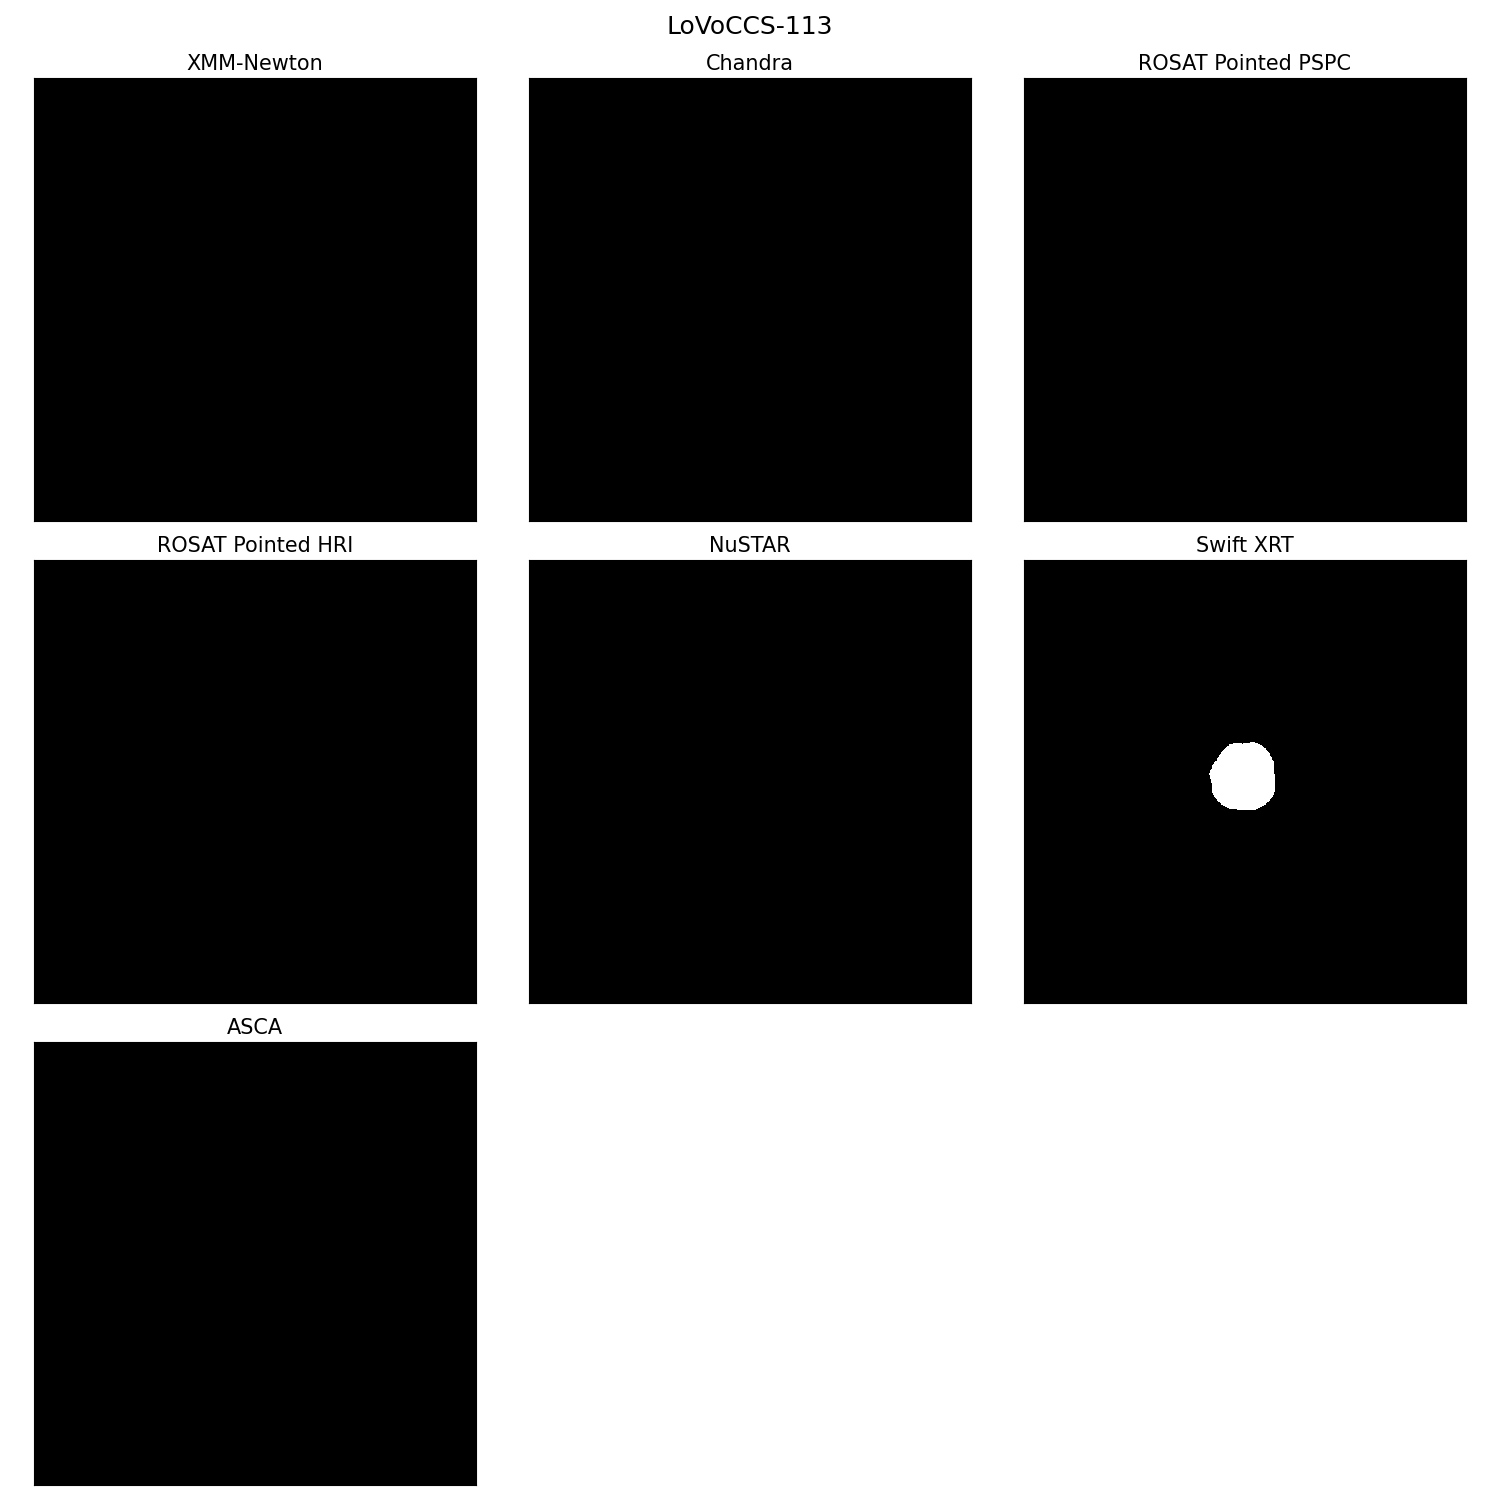 LoVoCCS-113
XMM-Newton
Chandra
ROSAT Pointed PSPC
ROSAT Pointed HRI
NuSTAR
Swift XRT
ASCA